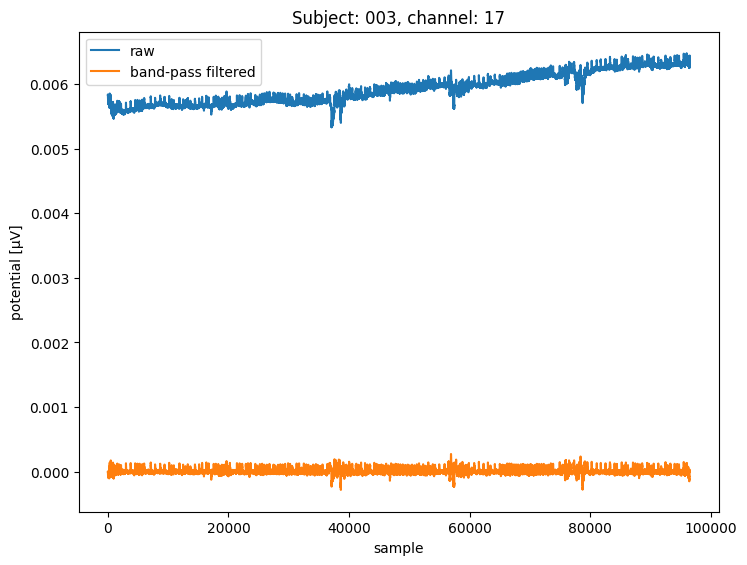 Subject: 003, channel: 17
raw
band-pass filtered
0.006
0.005
0.004
0.003
0.002
0.001
0.000
potential [μV]
0
20000
40000
60000
80000
100000
sample